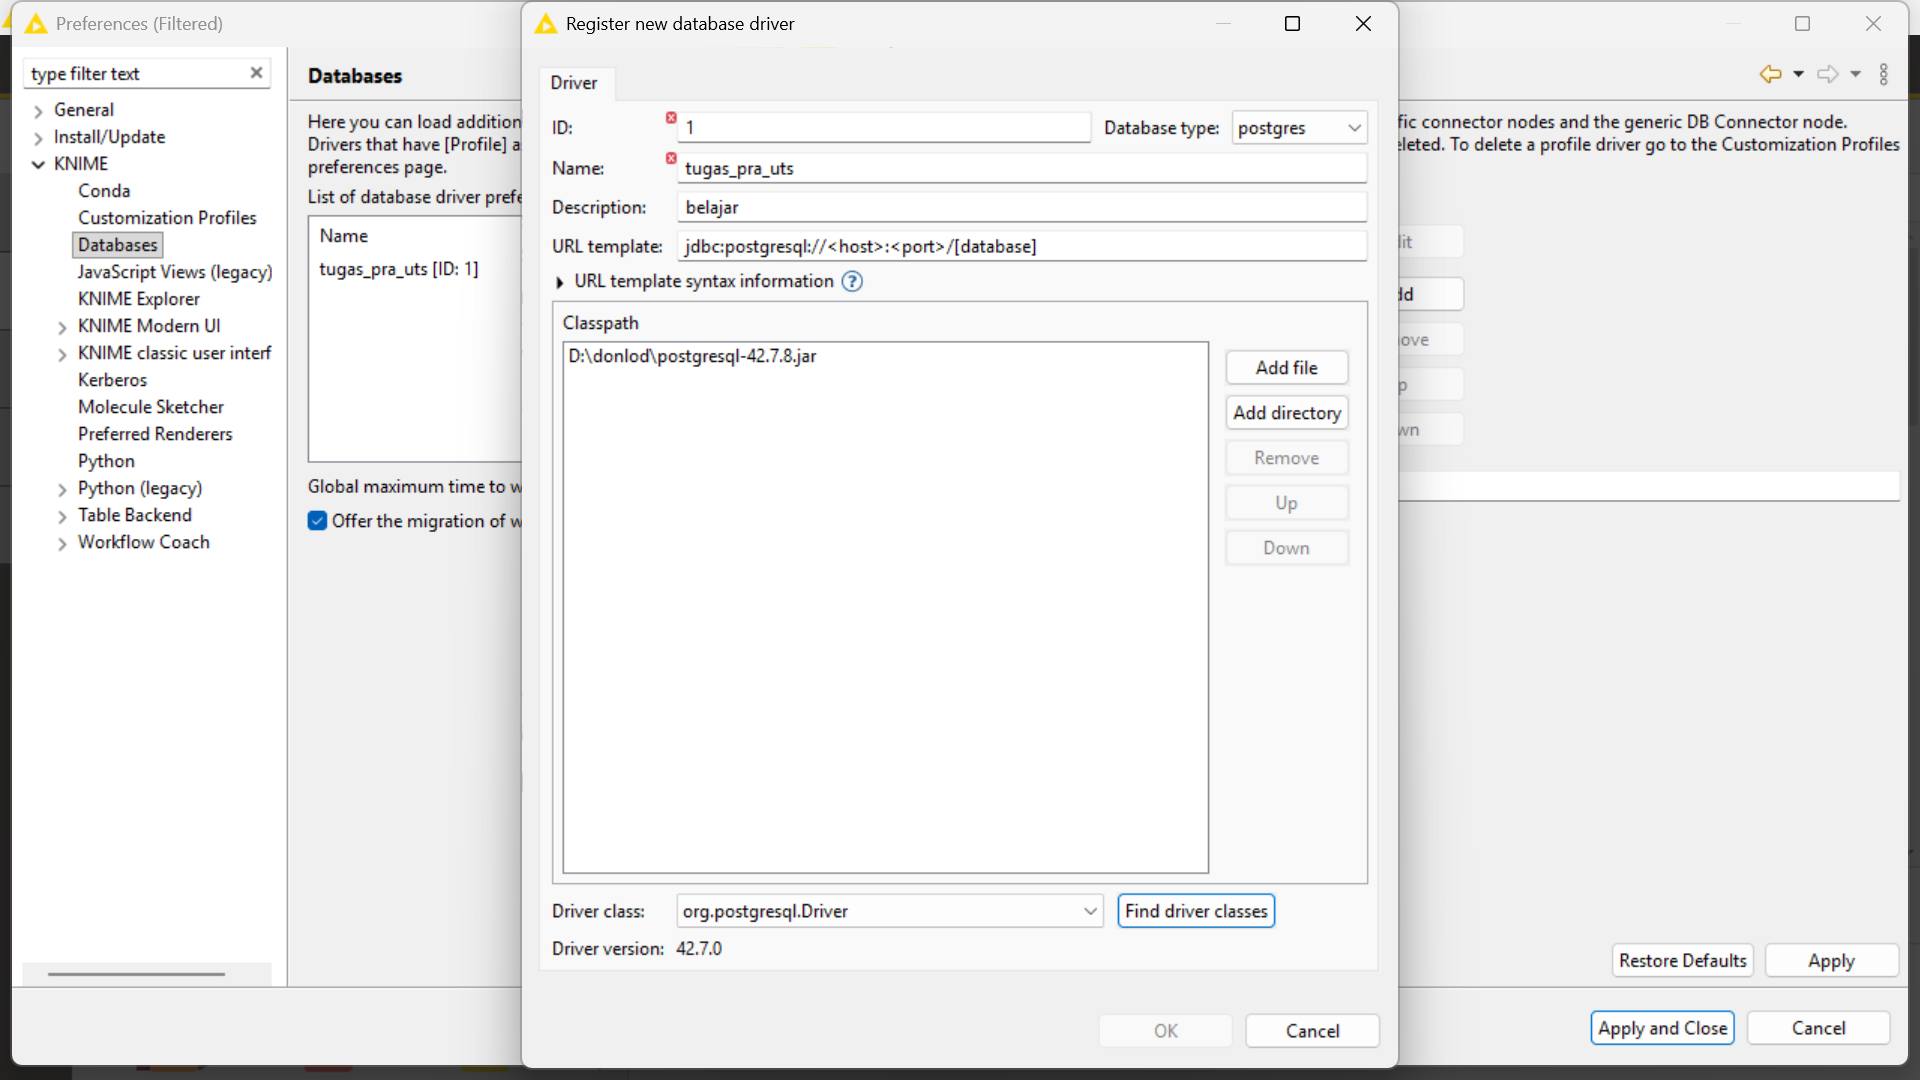 Preferences (Filtered)
type filter text
General
Install/Update
KNIME
Conda
Customization Profiles
Databases
JavaScript Views (legacy)
KNIME Explorer
KNIME Modern UI
KNIME classic user interf
Kerberos
Molecule Sketcher
Preferred Renderers
Python
Python (legacy)
Table Backend
Workflow Coach
Databases
Here you can load addition
Drivers that have [Profile] a
preferences page.
List of database driver prefe
Name
tugas_pra_uts [ID: 1]
Global maximum time to w
Offer the migration of w
Register new database driver
Driver
ID: 1 Database type: postgres
Name: tugas_pra_uts
Description: belajar
URL template: jdbc:postgresql://<host>:<port>/[database]
URL template syntax information ?
Classpath
D:\donlod\postgresql-42.7.8.jar
Add file
Add directory
Remove
Up
Down
Driver class: org.postgresql.Driver Find driver classes
Driver version: 42.7.0
OK Cancel
fic connector nodes and the generic DB Connector node.
eleted. To delete a profile driver go to the Customization Profiles
lit
dd
ove
p
wn
Restore Defaults Apply
Apply and Close Cancel